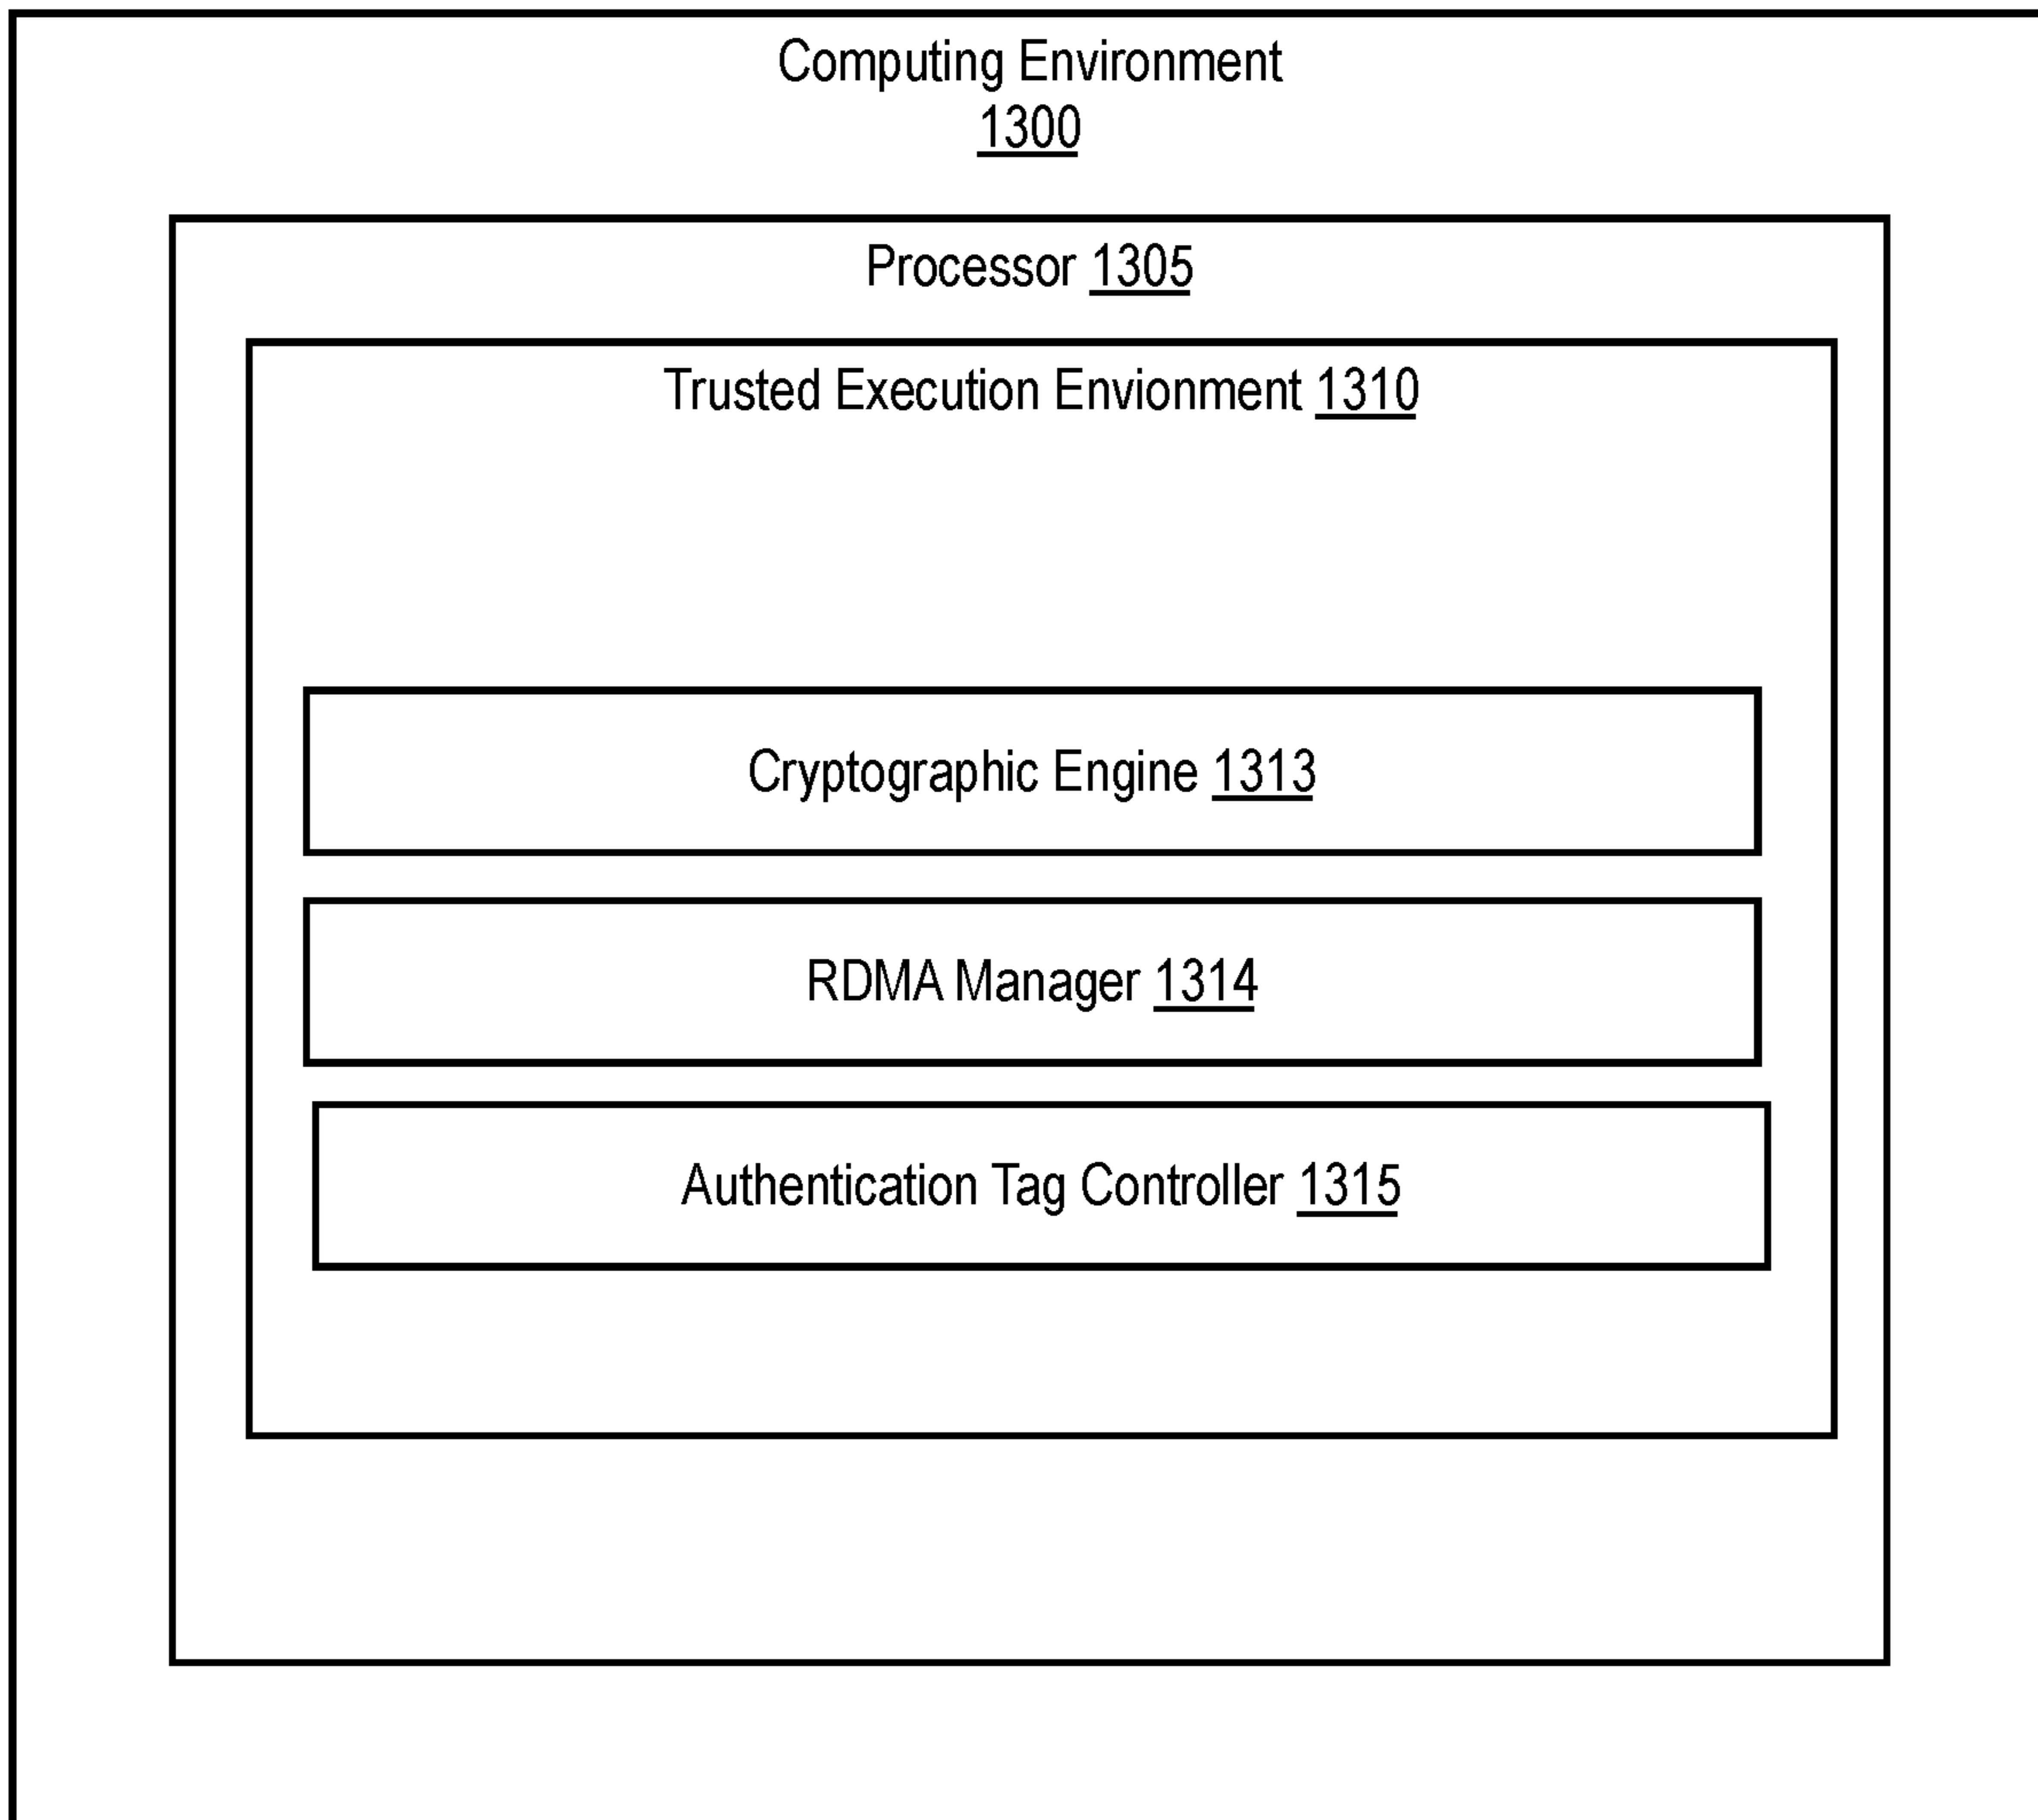 Computing Environment
1300
Processor 1305
Trusted Execution Envionment 1310
Cryptographic Engine 1313
RDMA Manager 1314
Authentication Tag Controller 1315